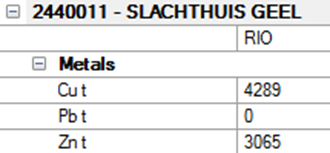 2440011 - SLACHTHUIS GEEL
RIO
Metals
Cu t 4289
Pb t 0
Zn t 3065